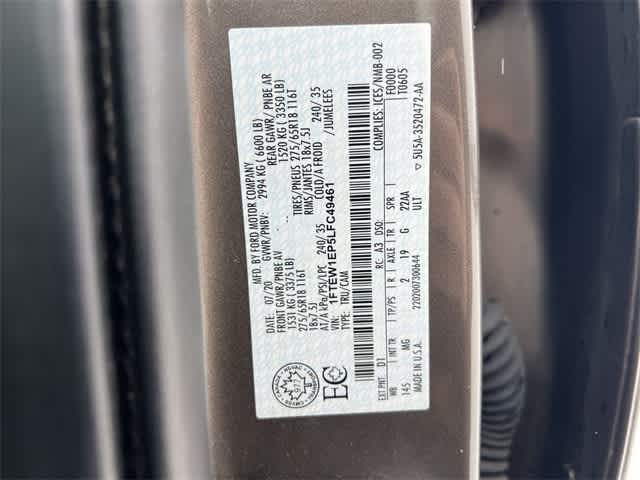 MFD. BY FORD MOTOR COMPANY
07/20 GVWR/PNBV: 2994 KG ( 6600 LB)
FRONT GAWR/PNBE AV REAR GAWR/ PNBE AR
1531 KG ( 3375 LB) 1520 KG ( 3350 LB)
275/65R18 116T TIRES/PNEUS 275/65R18 116T
18x7.5J RIMS/JANTES 18x7.5J
AT/A kPa/PSI/LPC 240/ 35 COLD/A FROID 240/ 35
VIN: 1FTEW1EP5LFC49461 /JUMELEES
TYPE: TRU/CAM
COMPLIES: ICES/NMB-002
EXT PNT: D1 RC: A3 DSO: F0000
T0605
WB INT TR TP/PS R AXLE TR SPR
145 MG 2 19 G 22AA
ULT
MADE IN U.S.A. 2202007300644 ▽ 5U5A-3520472-AA
977
EC